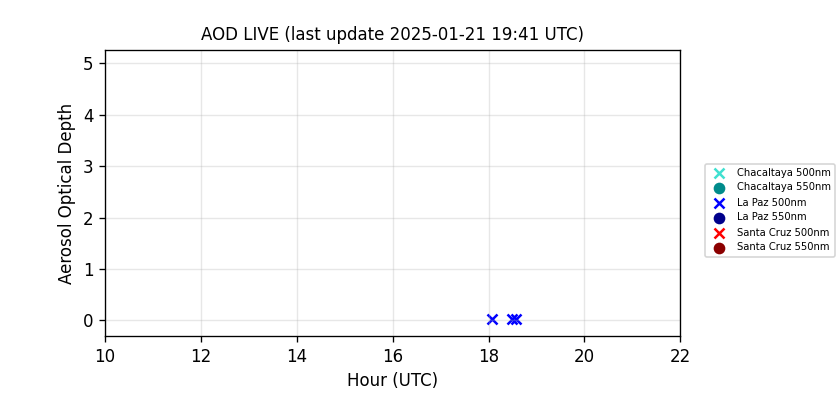 AOD LIVE (last update 2025-01-21 19:41 UTC)
Aerosol Optical Depth
5
4
3
2
1
0
10 12 14 16 18 20 22
Hour (UTC)
Chacaltaya 500nm
Chacaltaya 550nm
La Paz 500nm
La Paz 550nm
Santa Cruz 500nm
Santa Cruz 550nm